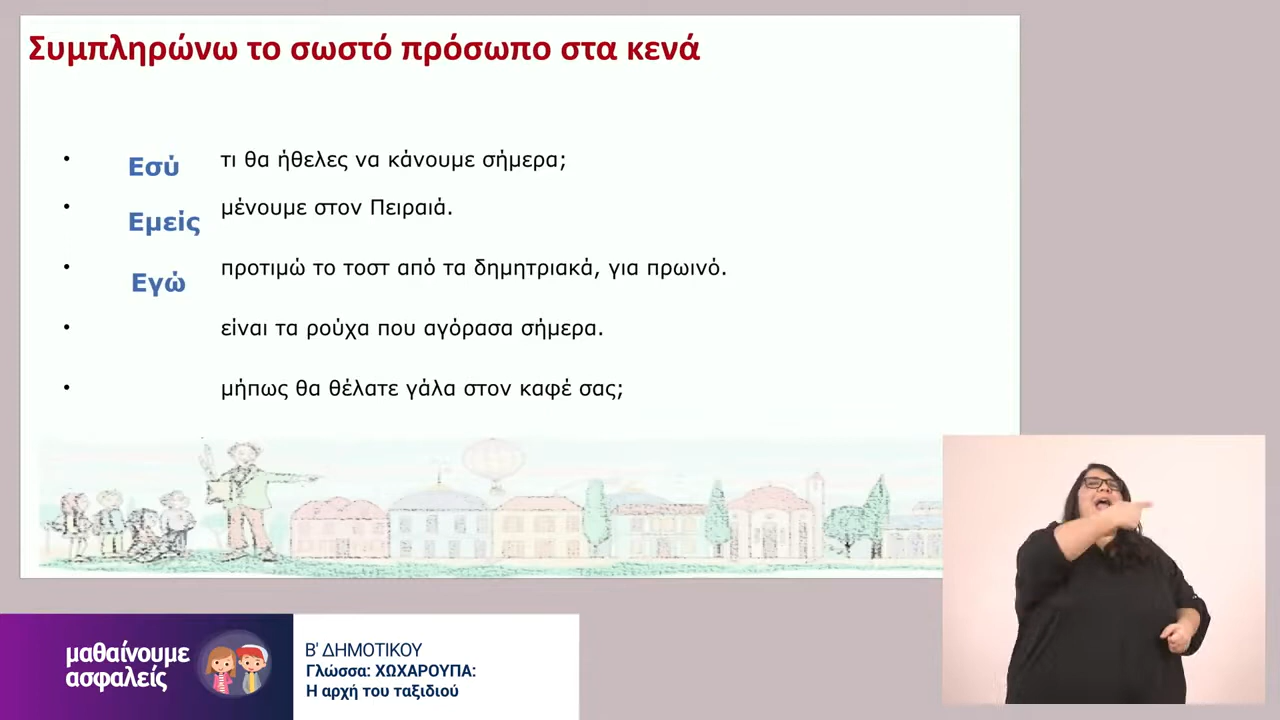 Συμπληρώνω το σωστό πρόσωπο στα κενά
• Εσύ τι θα ήθελες να κάνουμε σήμερα;
• Εμείς μένουμε στον Πειραιά.
• Εγώ προτιμώ το τοστ από τα δημητριακά, για πρωινό.
• είναι τα ρούχα που αγόρασα σήμερα.
• μήπως θα θέλατε γάλα στον καφέ σας;
μαθαίνουμε
ασφαλείς
Β' ΔΗΜΟΤΙΚΟΥ
Γλώσσα: ΧΩΧΑΡΟΥΠΑ:
Η αρχή του ταξιδιού